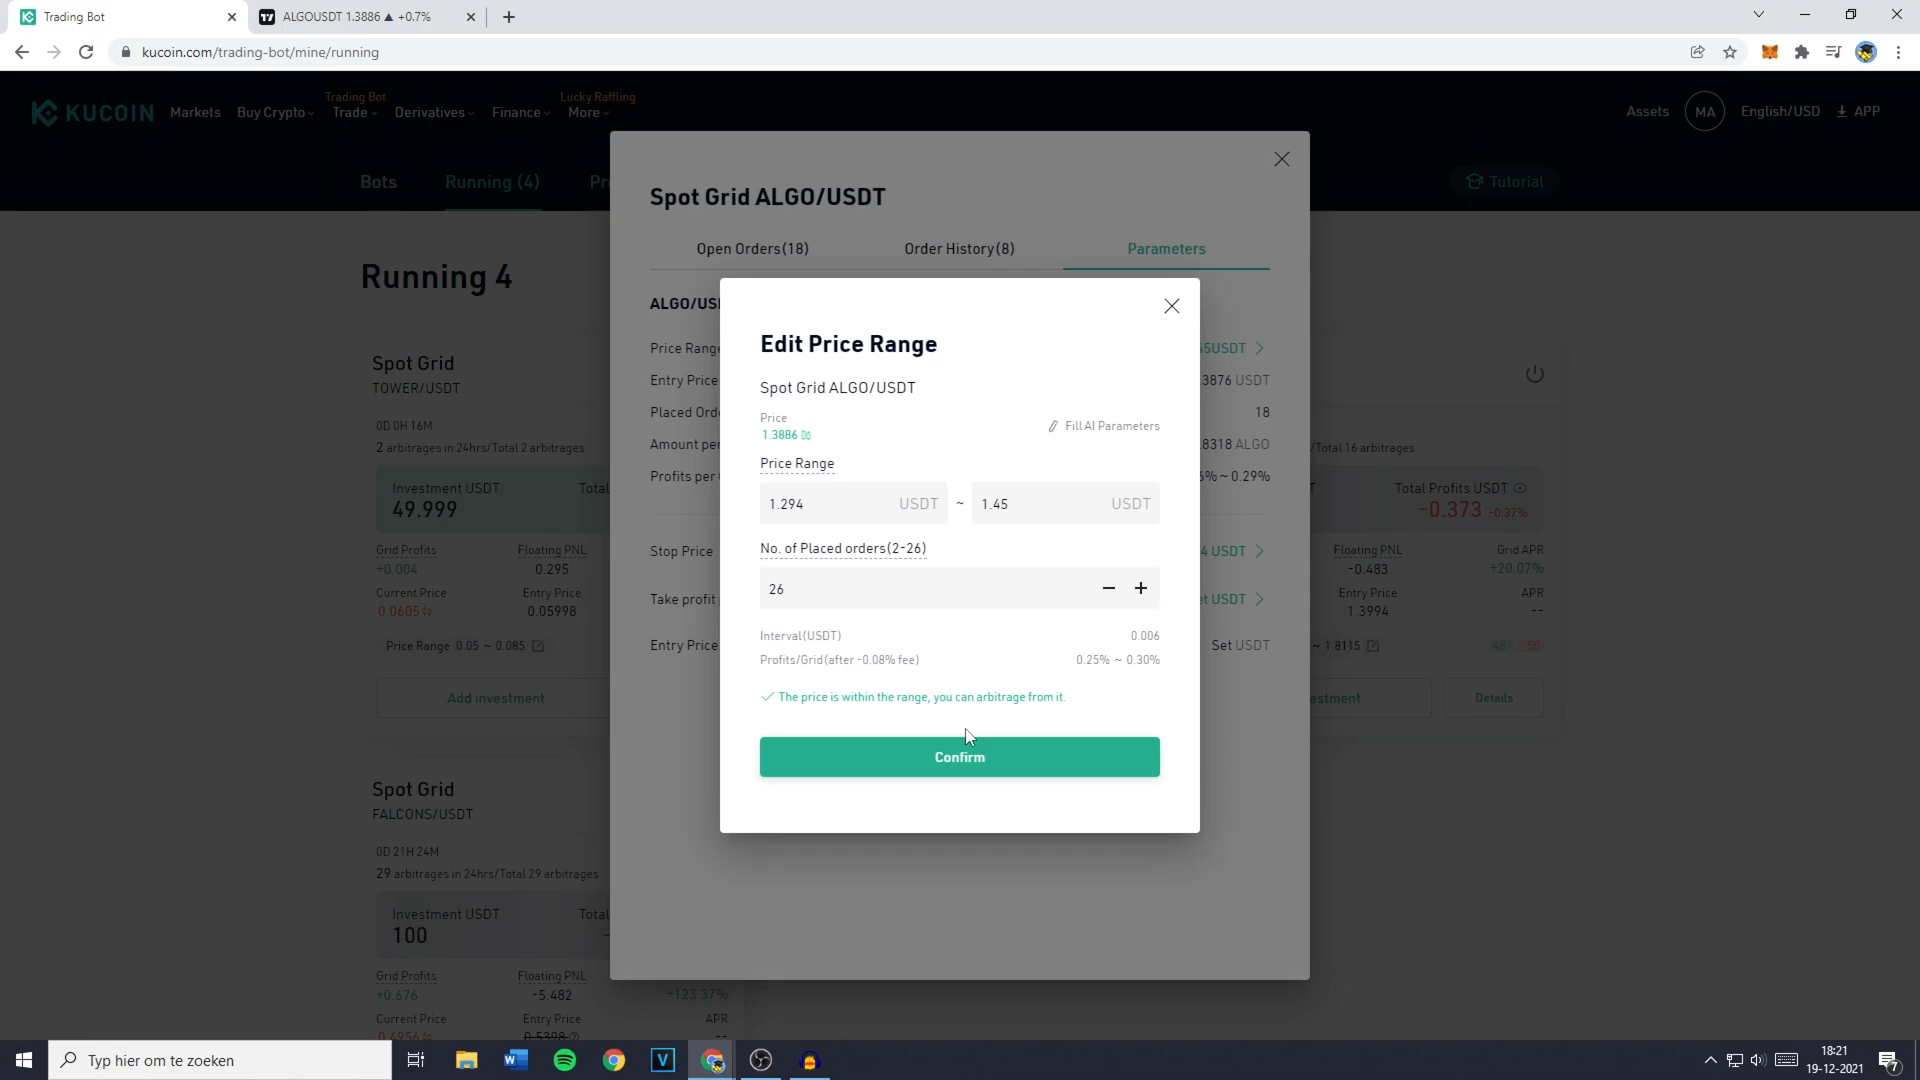 Trading Bot
ALGOUSDT 1.3886 ▲ +0.7%
kucoin.com/trading-bot/mine/running
KUCOIN
Markets
Buy Crypto
Trading Bot
Trade
Derivatives
Finance
Lucky Raffling
More
Assets
MA
English/USD
APP
Bots
Running (4)
Tutorial
Running 4
Spot Grid ALGO/USDT
Open Orders(18)
Order History(8)
Parameters
Price Range
Entry Price
3876 USDT
18
8318 ALGO
% ~ 0.29%
Stop Price
USDT
Take profit
USDT
Entry Price
Set USDT
Edit Price Range
Spot Grid ALGO/USDT
Price
1.3886
Fill AI Parameters
Price Range
1.294 USDT ~ 1.45 USDT
No. of Placed orders(2-26)
26
Interval(USDT) 0.006
Profits/Grid(after -0.08% fee) 0.25% ~ 0.30%
The price is within the range, you can arbitrage from it.
Confirm
Spot Grid
TOWER/USDT
0D 0H 16M
2 arbitrages in 24hrs/Total 2 arbitrages
Investment USDT
49.999
Grid Profits
+0.004
Floating PNL
0.295
Current Price
0.0605
Entry Price
0.05998
Price Range 0.05 ~ 0.085
Add investment
/Total 16 arbitrages
Total Profits USDT
-0.373 -0.37%
Floating PNL
-0.483
Grid APR
+20.07%
Entry Price
1.3994
APR
--
~ 1.8115
48 50
Details
Spot Grid
FALCONS/USDT
0D 21H 24M
29 arbitrages in 24hrs/Total 29 arbitrages
Investment USDT
100
Grid Profits
+0.676
Floating PNL
-5.482
+123.37%
Current Price
0.4956
Entry Price
0.5398
APR
Typ hier om te zoeken
18:21
19-12-2021
7